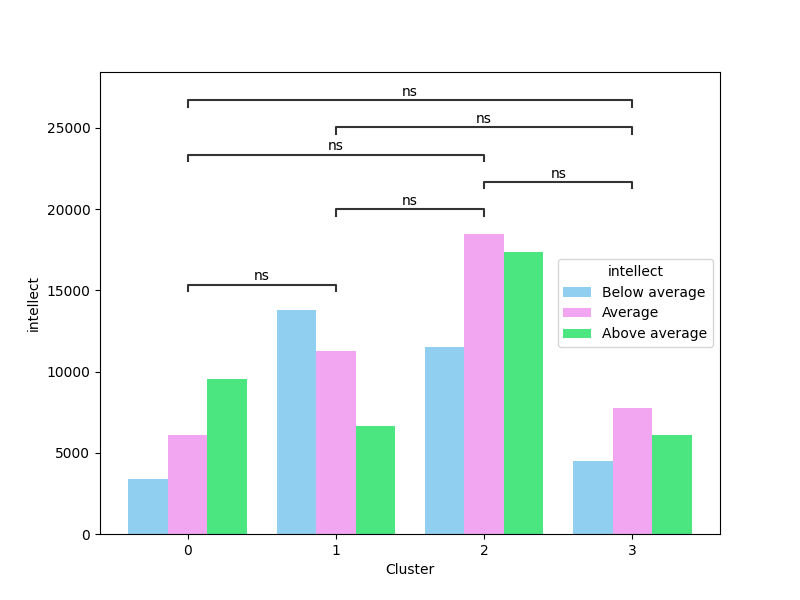 ns
ns
ns
ns
ns
ns
25000
20000
15000
10000
5000
0
intellect
intellect
Below average
Average
Above average
0 1 2 3
Cluster